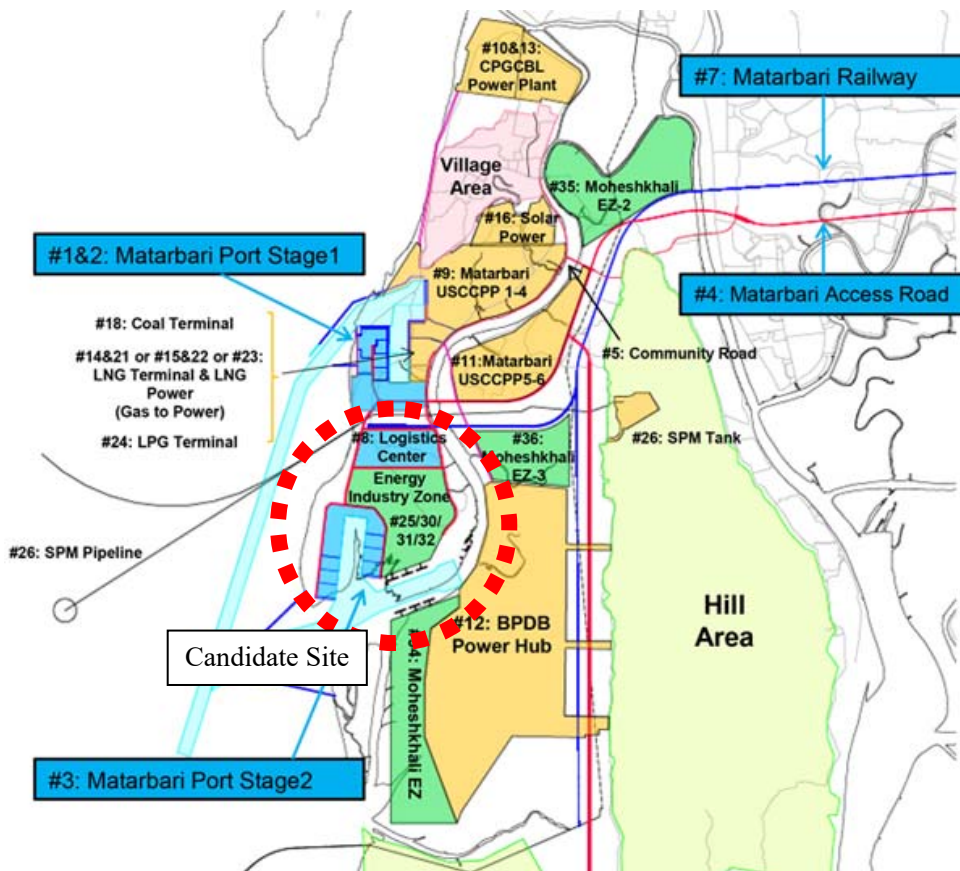 #10&13:
CPGCBL
Power Plant
#7: Matarbari Railway
Village
Area
#35: Moheshkhali
EZ-2
#16: Solar
Power
#1&2: Matarbari Port Stage1
#9: Matarbari
USCCPP 1-4
#4: Matarbari Access Road
#18: Coal Terminal
#14&21 or #15&22 or #23:
LNG Terminal & LNG
Power
(Gas to Power)
#24: LPG Terminal
#5: Community Road
#11:Matarbari
USCCPP5-6
#8: Logistics
Center
#36:
Moheshkhali
EZ-3
#26: SPM Tank
Energy
Industry Zone
#25/30/
31/32
#26: SPM Pipeline
Hill
Area
#12: BPDB
Power Hub
Candidate Site
Moheshkhali EZ
#3: Matarbari Port Stage2